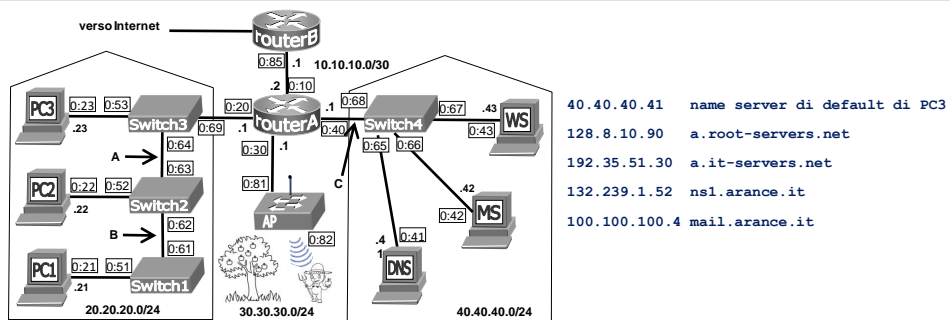 verso Internet
routerB
0:85 .1 10.10.10.0/30
.2 0:10
PC3 0:23 0:53 Switch3 0:20 routerA .1 0:68 Switch4 0:67 .43 WS
.23 0:69 .1 0:40 0:43
0:64 0:30 .1 0:65 0:66
A
0:63
PC2 0:22 0:52 Switch2 0:81 C .42 MS
.22 AP 0:42
0:62 0:82
B
0:61 .4 0:41
1
PC1 0:21 0:51 Switch1 DNS
.21
20.20.20.0/24 30.30.30.0/24 40.40.40.0/24
40.40.40.41 name server di default di PC3
128.8.10.90 a.root-servers.net
192.35.51.30 a.it-servers.net
132.239.1.52 ns1.arance.it
100.100.100.4 mail.arance.it